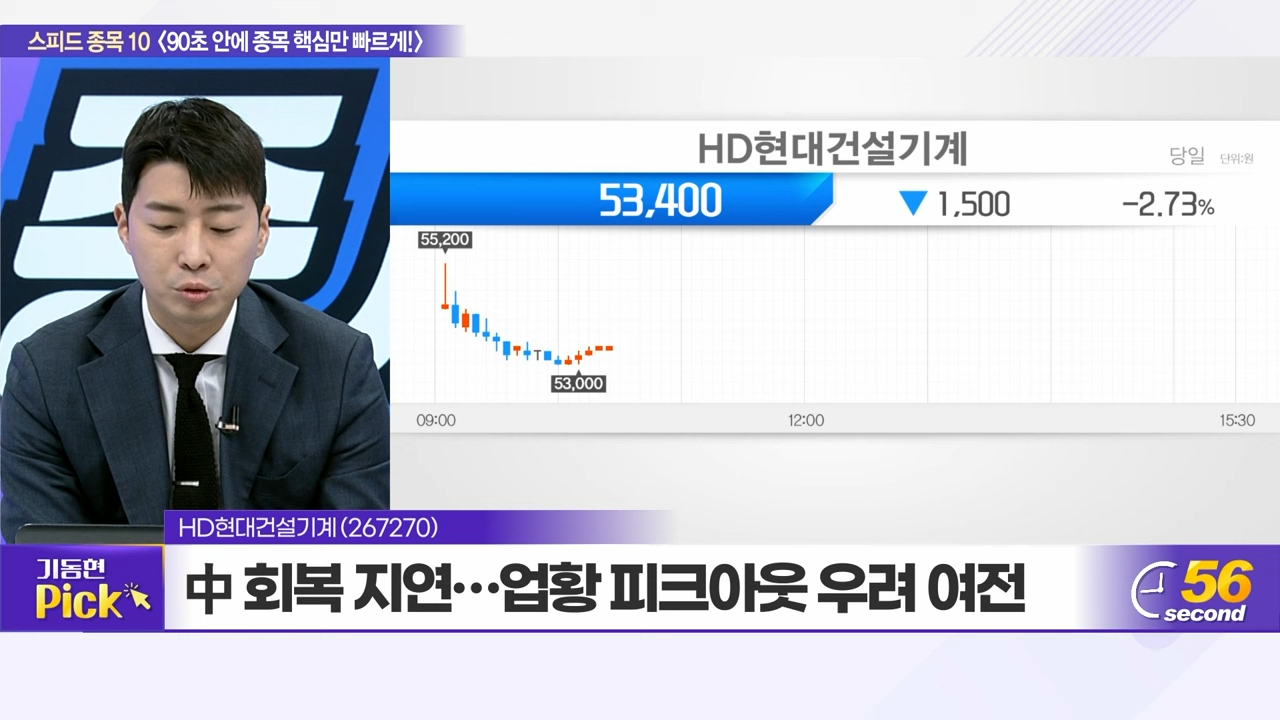 스피드 종목 10 〈90초 안에 종목 핵심만 빠르게!〉
HD현대건설기계
당일 단위:원
53,400 ▼ 1,500 -2.73%
55,200
53,000
09:00 12:00 15:30
HD현대건설기계(267270)
기동현
Pick
中 회복 지연…업황 피크아웃 우려 여전
56
second